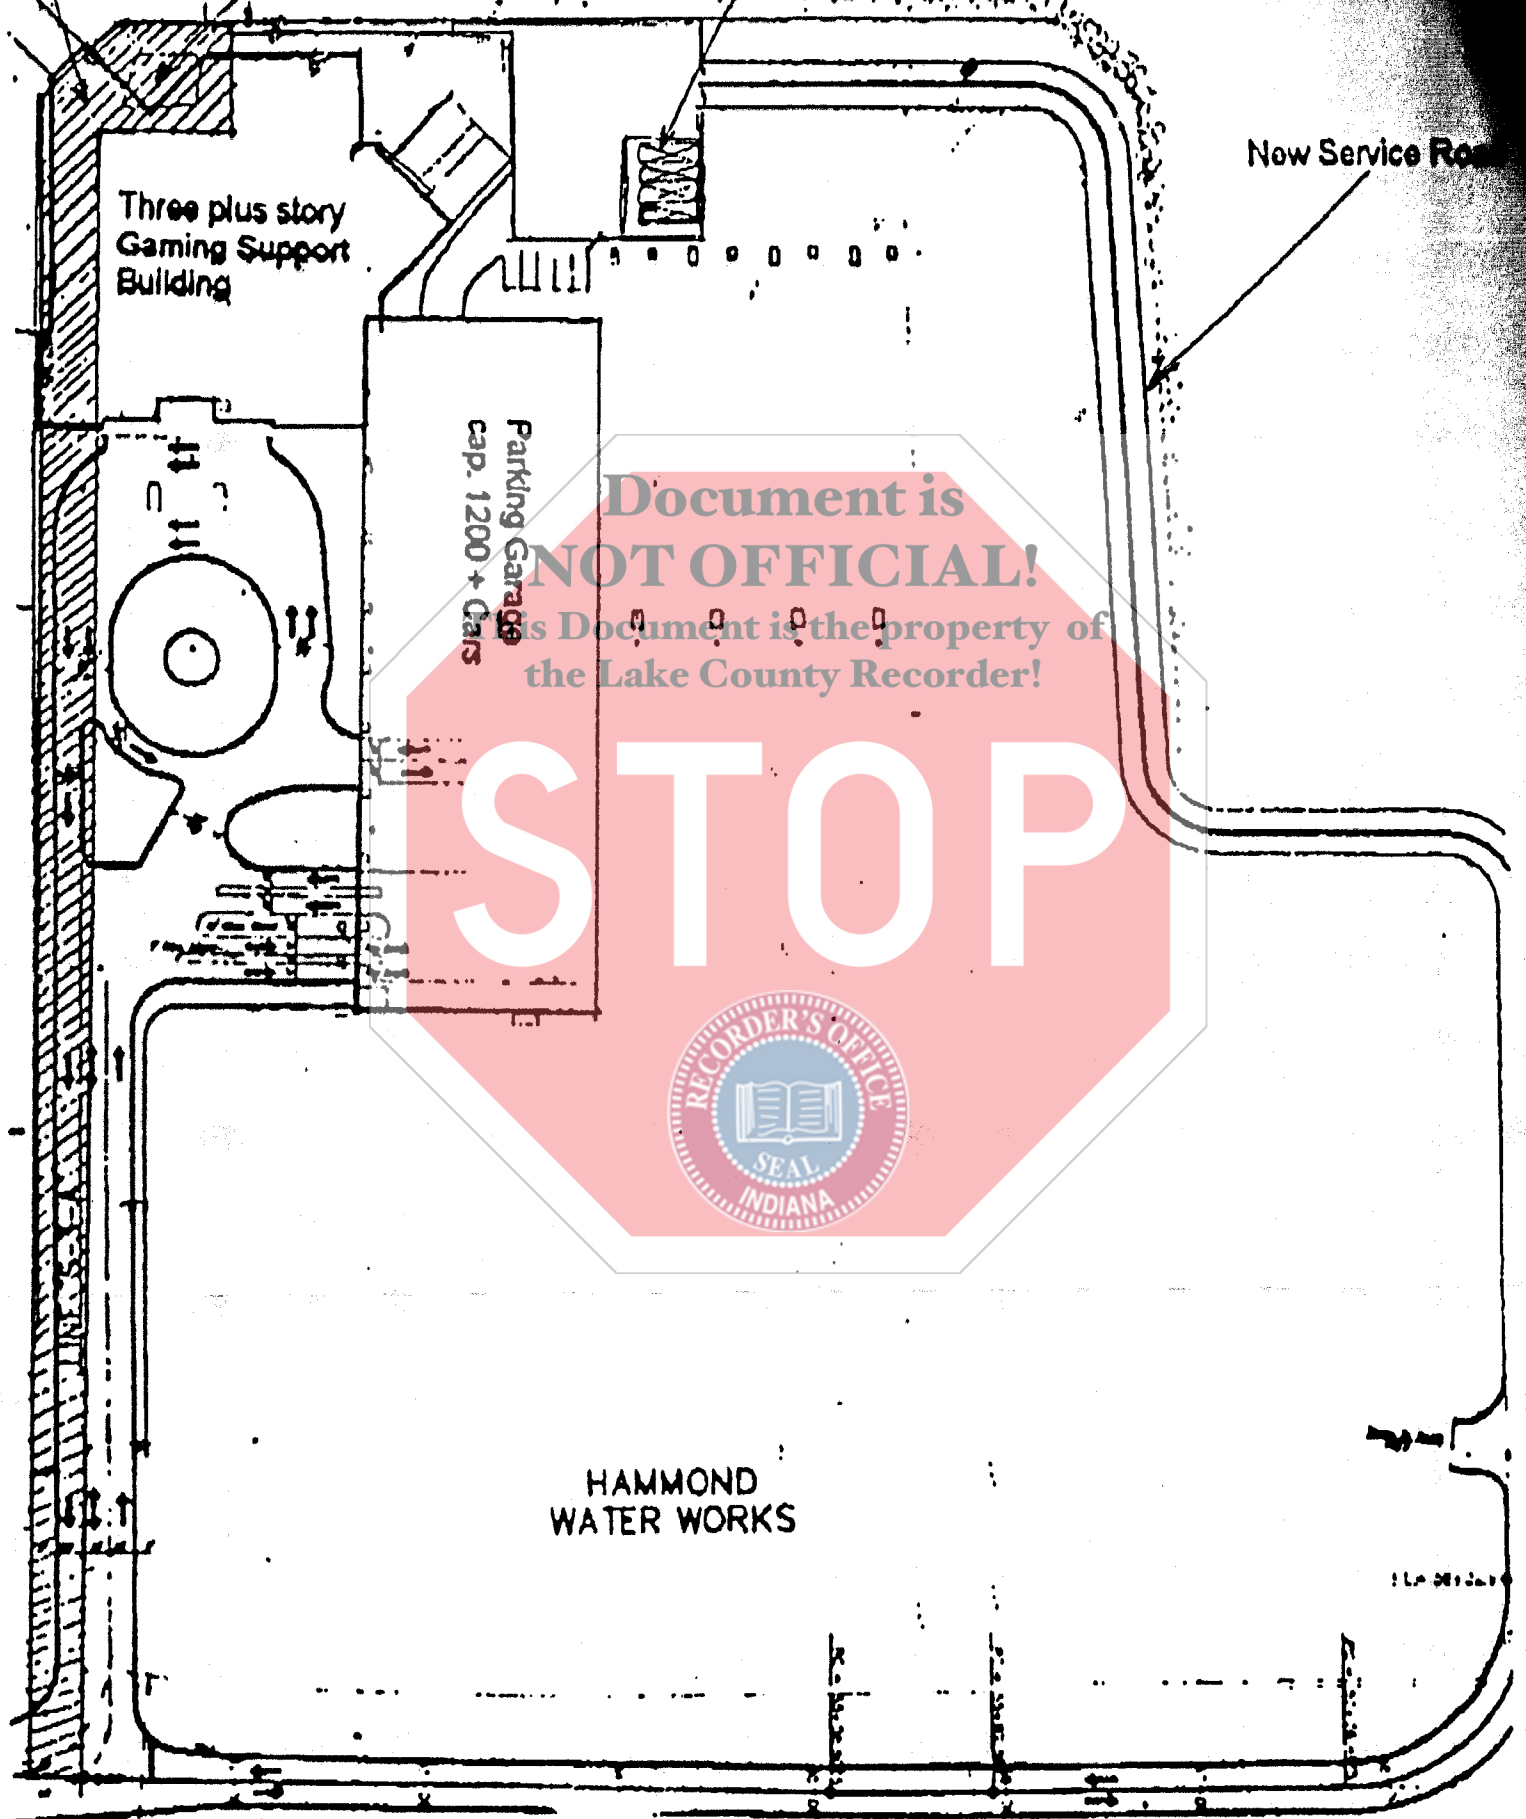 New Service
Three plus story
Gaming Support
Building
Parking Garage
cap. 1200 + Cars
Document is
NOT OFFICIAL!
This Document is the property of
the Lake County Recorder!
STOP
RECORDER'S OFFICE
SEAL
INDIANA
HAMMOND
WATER WORKS